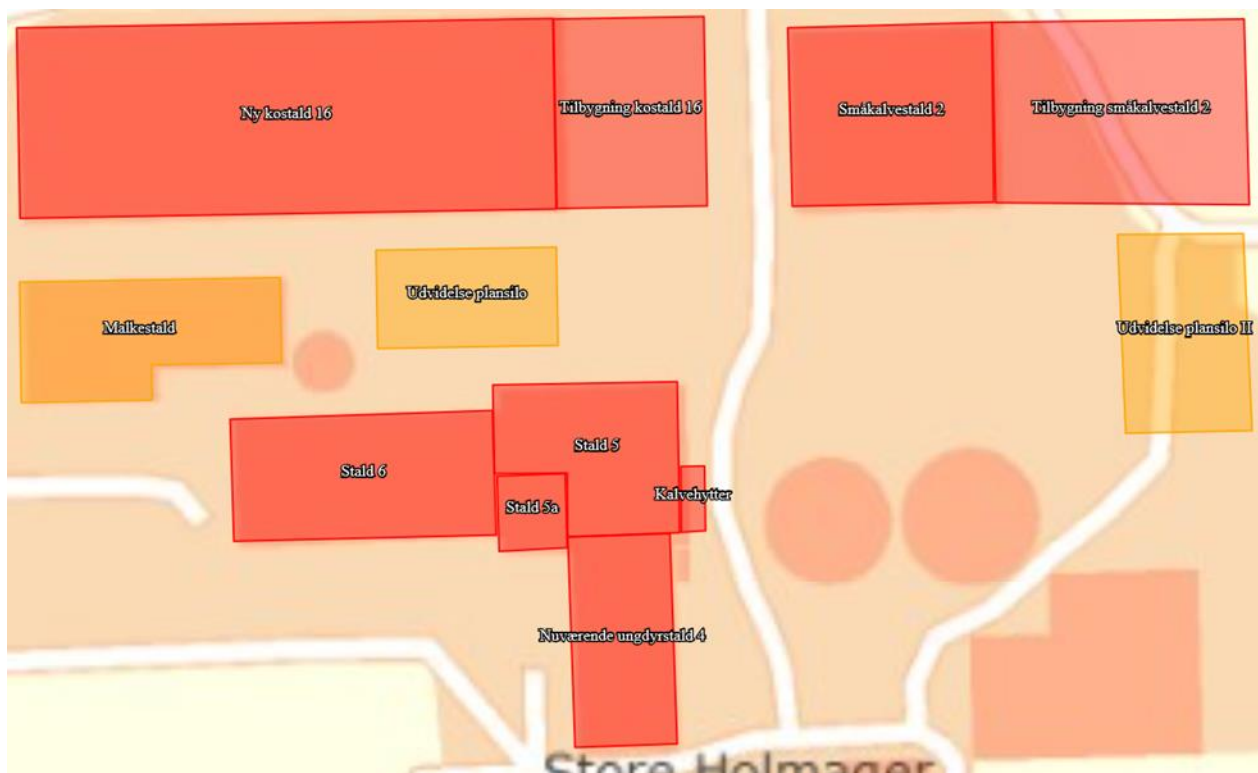 Ny kostald 16
Tilbygning kostald 16
Småkalvestald 2
Tilbygning småkalvestald 2
Udvidelse plansilo
Malkestald
Udvidelse plansilo II
Stald 5
Stald 6
Kalvehytter
Stald 5a
Nuværende ungdyrstald 4
Store Holmager